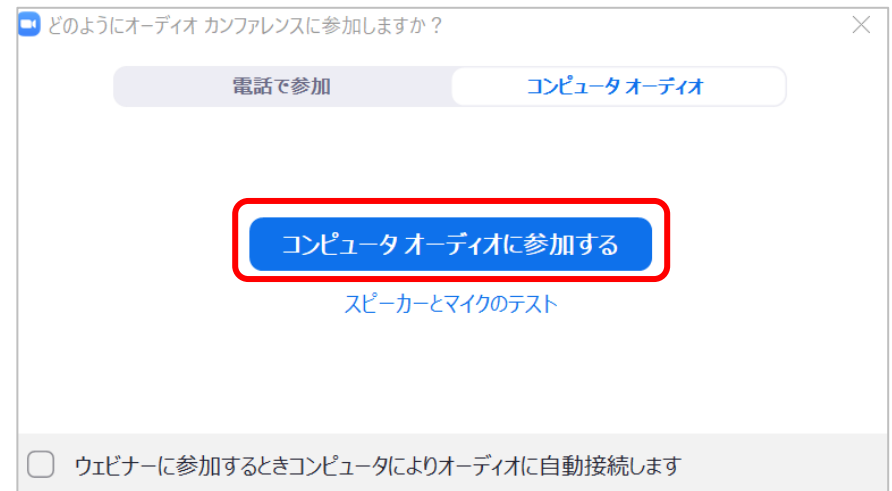 どのようにオーディオ カンファレンスに参加しますか？
電話で参加
コンピュータ オーディオ
コンピュータ オーディオに参加する
スピーカーとマイクのテスト
ウェビナーに参加するときコンピュータによりオーディオに自動接続します